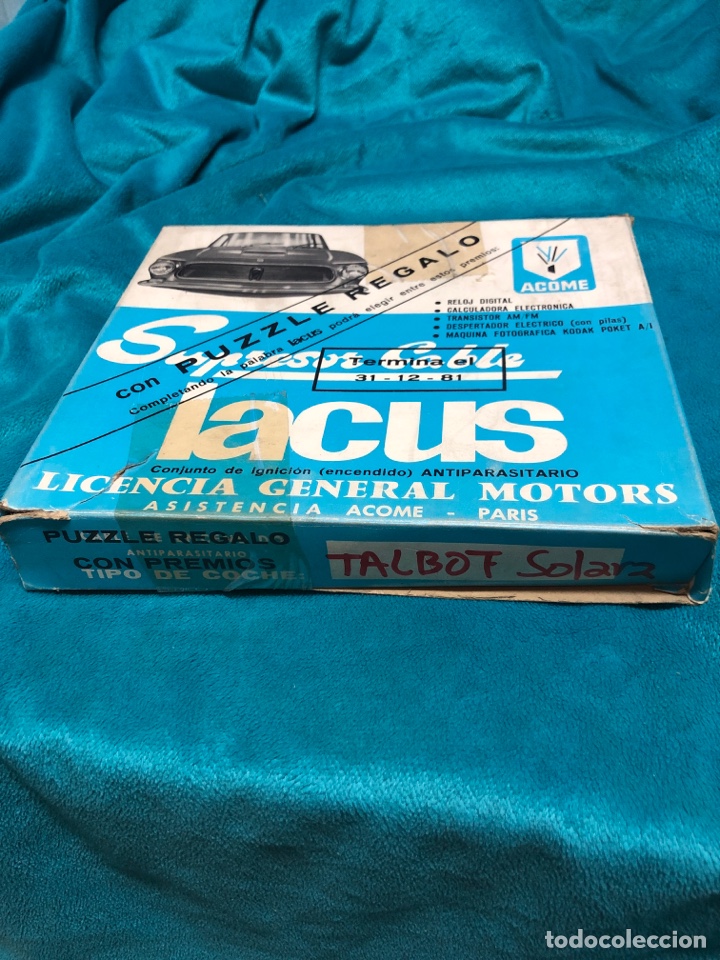 ACOME
con PUZZLE REGALO
Completando la palabra lacus podrá elegir entre estos premios:
• RELOJ DIGITAL
• CALCULADORA ELECTRONICA
• TRANSISTOR AM/FM
• DESPERTADOR ELECTRICO (con pilas)
• MAQUINA FOTOGRAFICA KODAK POKET A/1
Supresor Cable
Termina el
31-12-81
lacus
Conjunto de ignición (encendido) ANTIPARASITARIO
LICENCIA GENERAL MOTORS
ASISTENCIA ACOME - PARIS
PUZZLE REGALO
ANTIPARASITARIO
CON PREMIOS
TIPO DE COCHE:
TALBOT Solara
todocoleccion